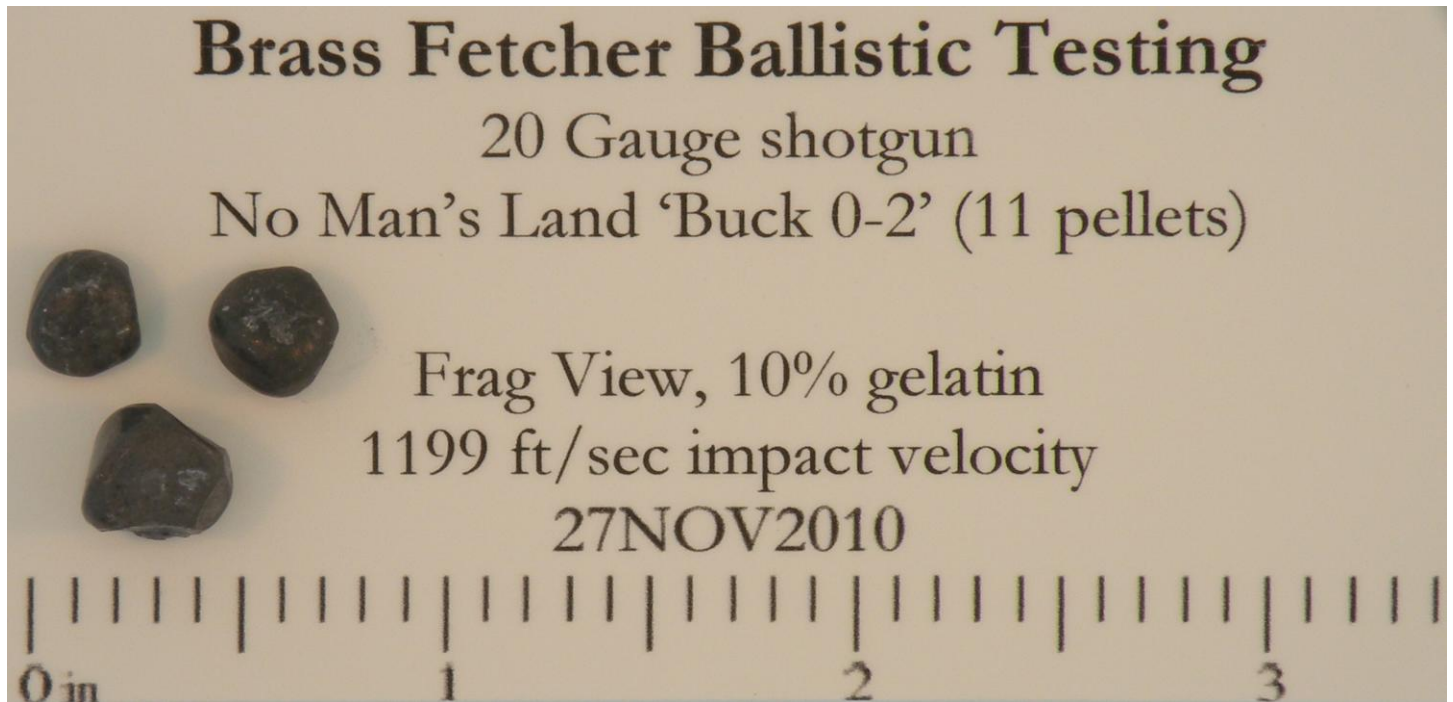 Brass Fetcher Ballistic Testing
20 Gauge shotgun
No Man's Land ‘Buck 0-2’ (11 pellets)
Frag View, 10% gelatin
1199 ft/sec impact velocity
27NOV2010
0 in 1 2 3